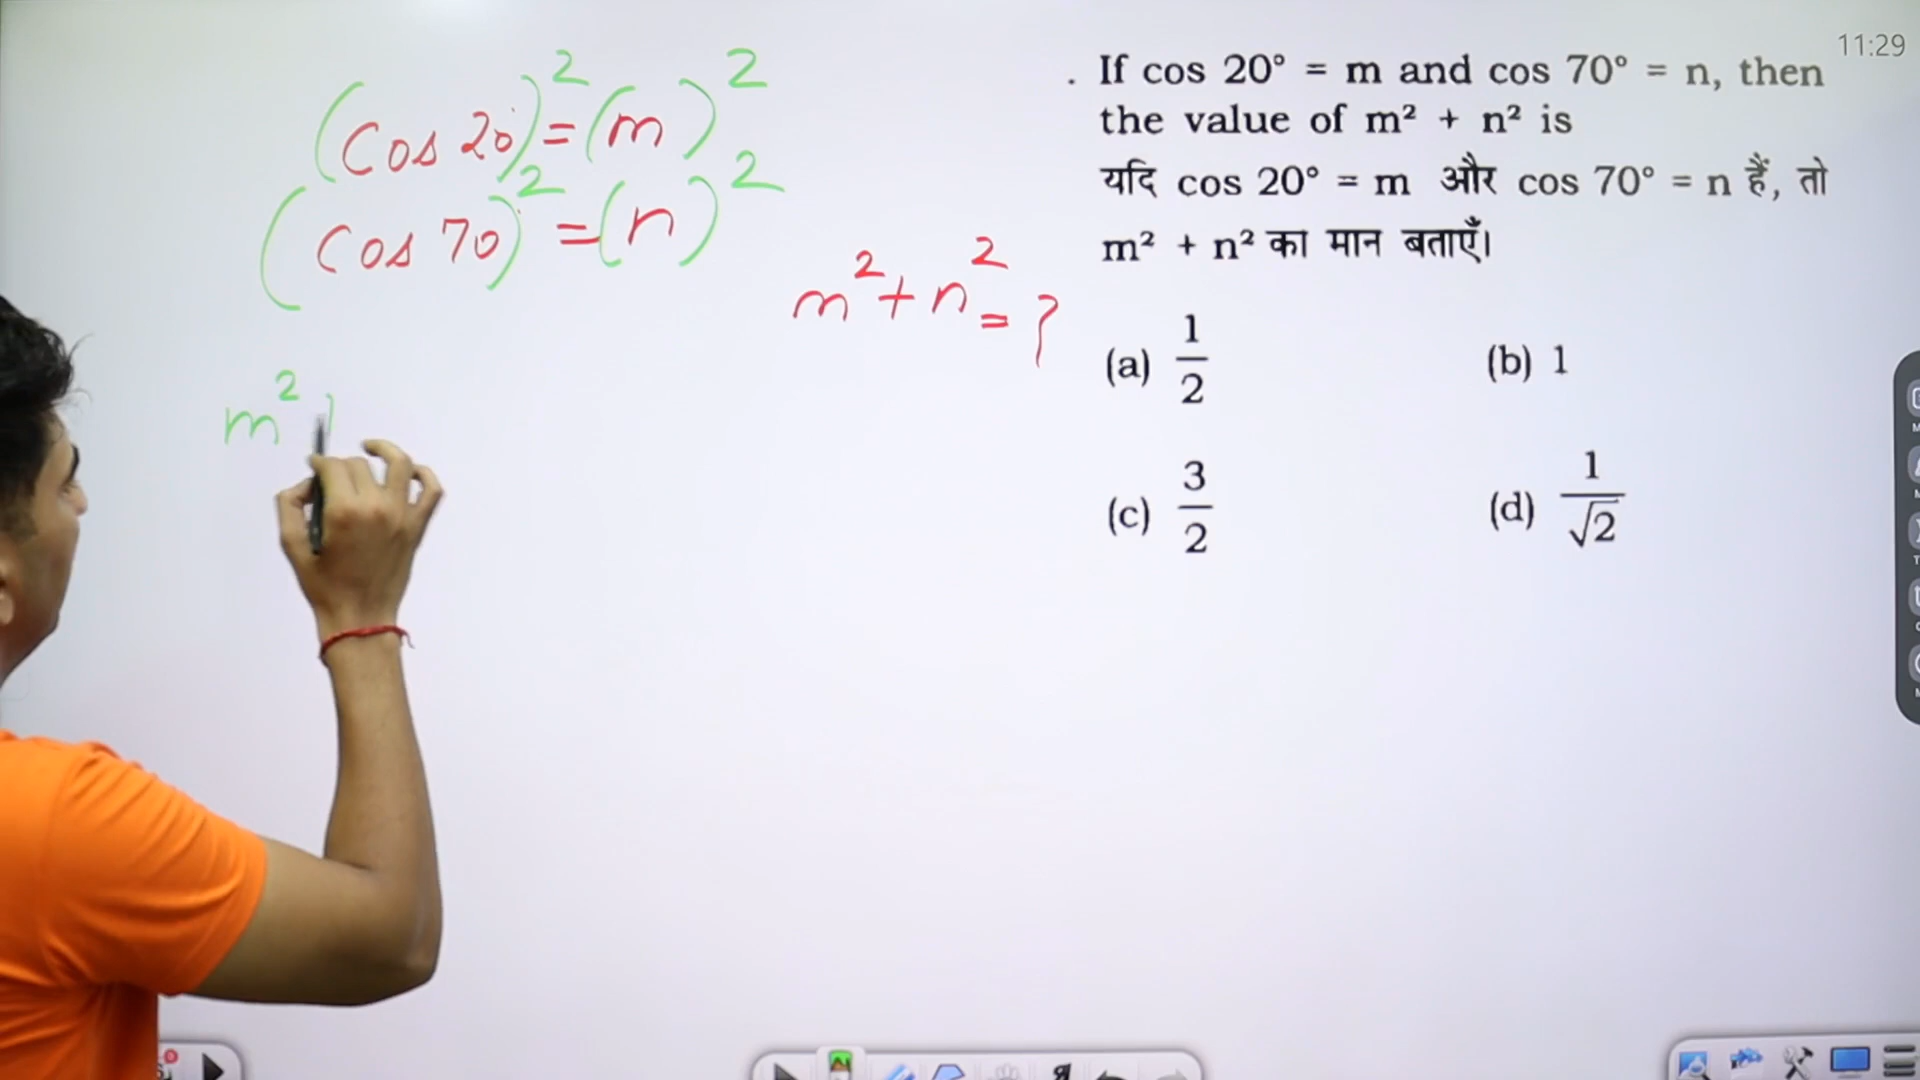 11:29
. If cos 20° = m and cos 70° = n, then
the value of m² + n² is
यदि cos 20° = m और cos 70° = n हैं, तो
m² + n² का मान बताएँ।
(a) 1/2
(b) 1
(c) 3/2
(d) 1/√2
(cos 20°)² = (m)²
(cos 70°)² = (n)²
m² + n² = ?
m²